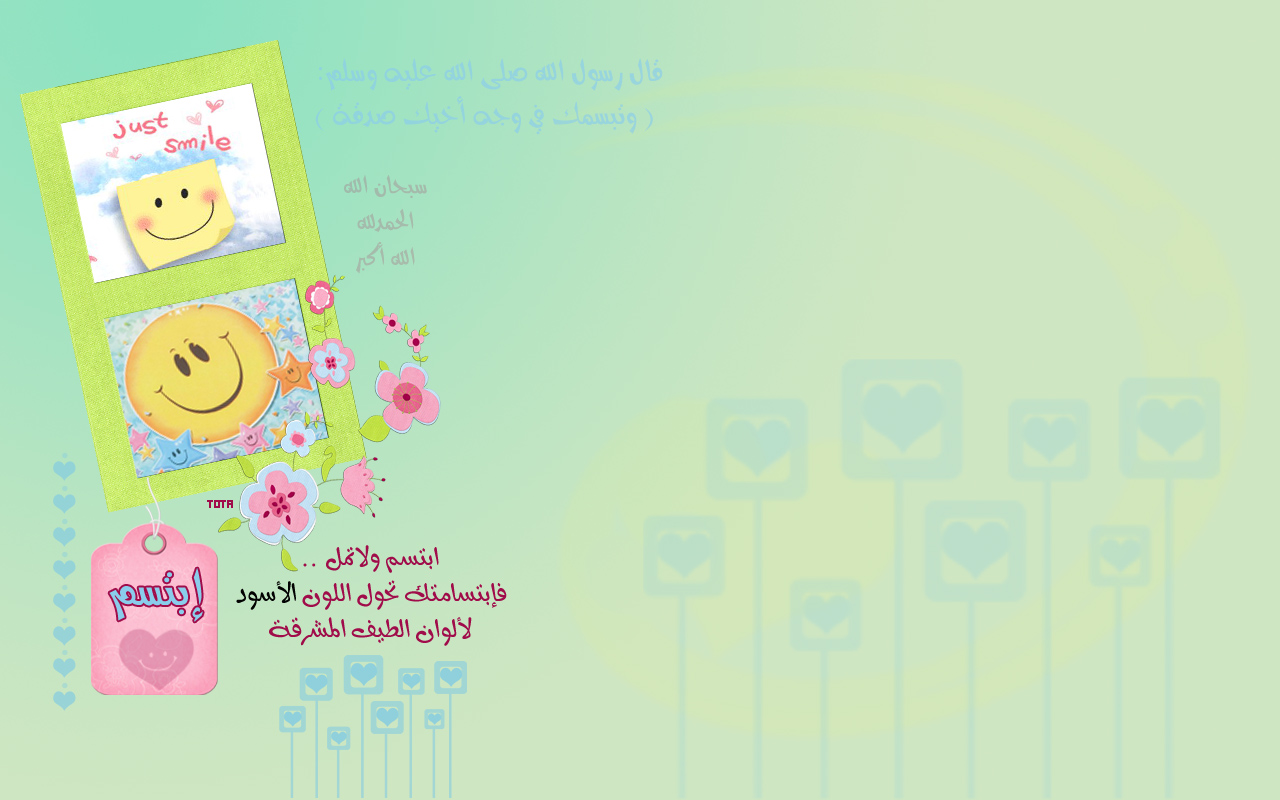 قال رسول الله صلى الله عليه وسلم:
( وتبسمك في وجه أخيك صدقة )
just
smile
سبحان الله
الحمدلله
الله أكبر
TOTA
إبتسم
ابتسم ولاتمل ..
فإبتسامتك تحول اللون الأسود
لألوان الطيف المشرقة